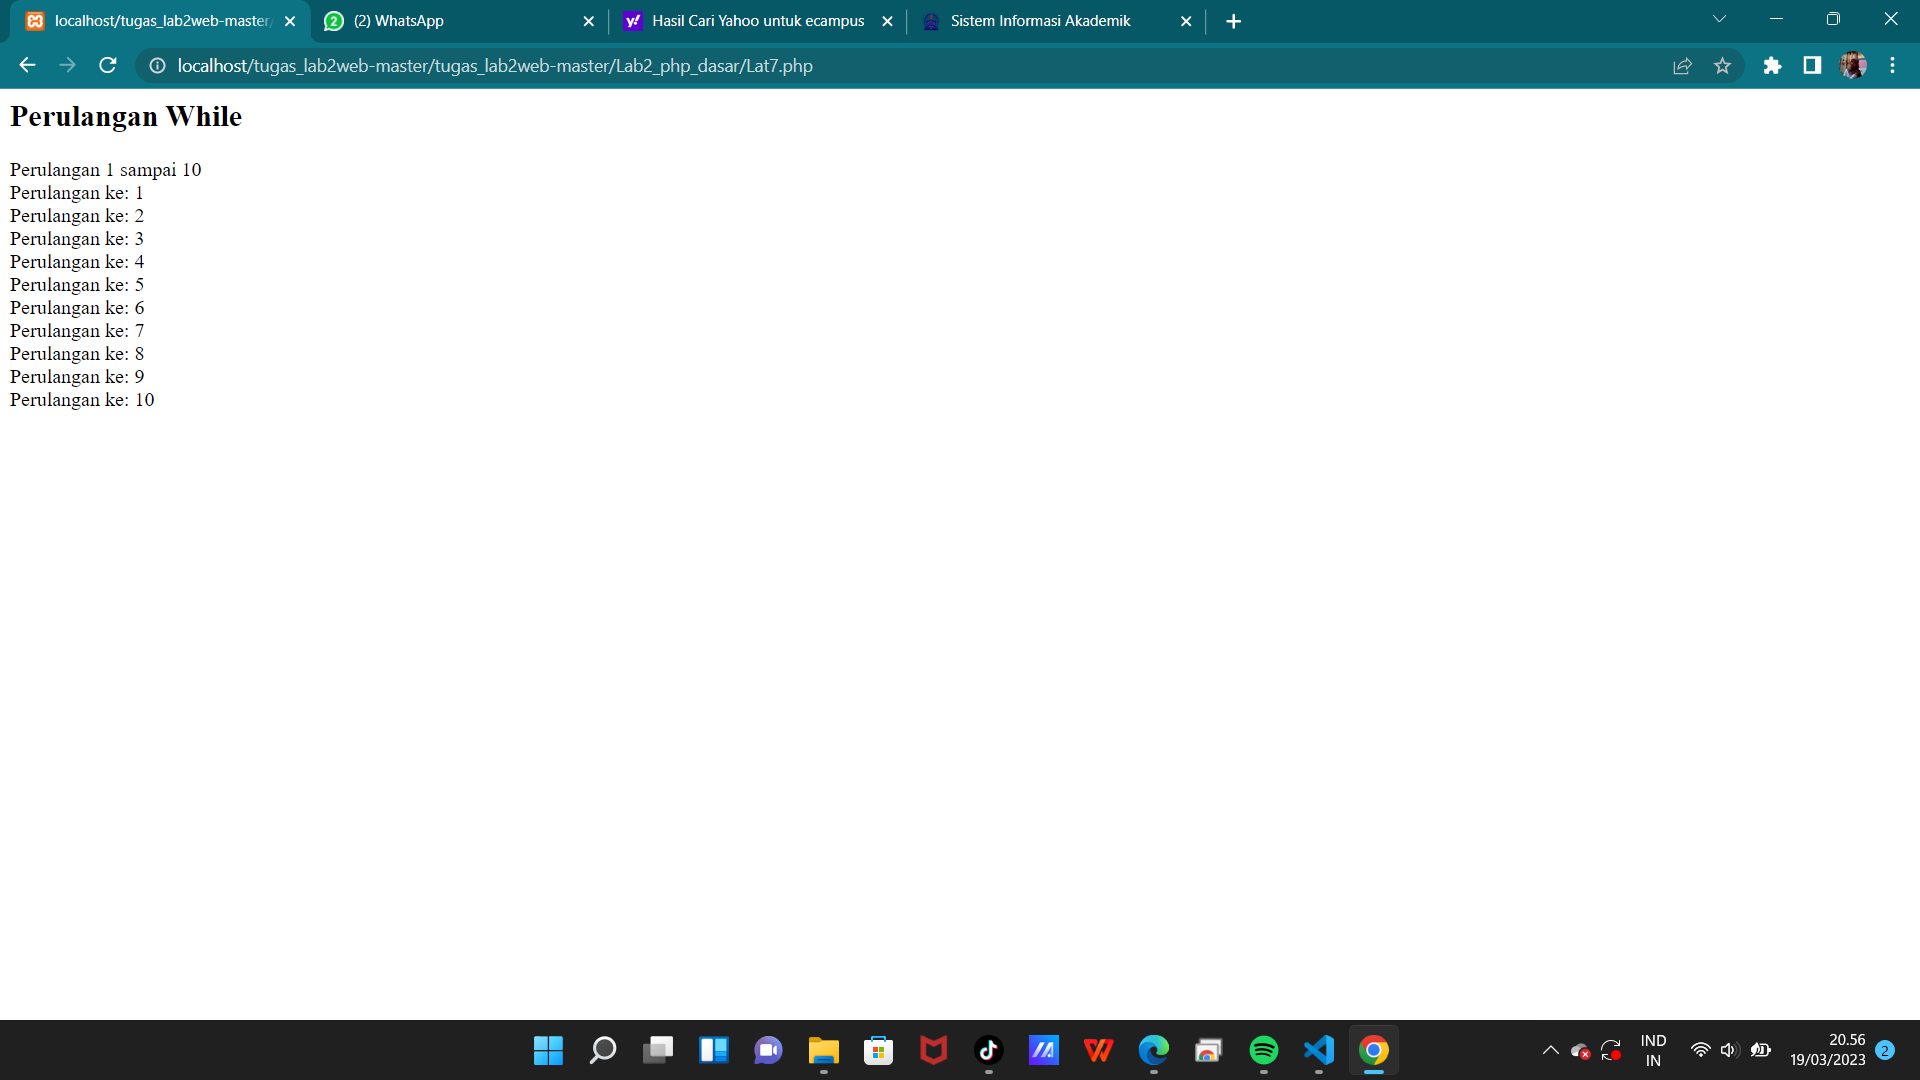 localhost/tugas_lab2web-master/
2 (2) WhatsApp
y! Hasil Cari Yahoo untuk ecampus
Sistem Informasi Akademik
localhost/tugas_lab2web-master/tugas_lab2web-master/Lab2_php_dasar/Lat7.php
Perulangan While
Perulangan 1 sampai 10
Perulangan ke: 1
Perulangan ke: 2
Perulangan ke: 3
Perulangan ke: 4
Perulangan ke: 5
Perulangan ke: 6
Perulangan ke: 7
Perulangan ke: 8
Perulangan ke: 9
Perulangan ke: 10
IND
IN
20.56
19/03/2023
2